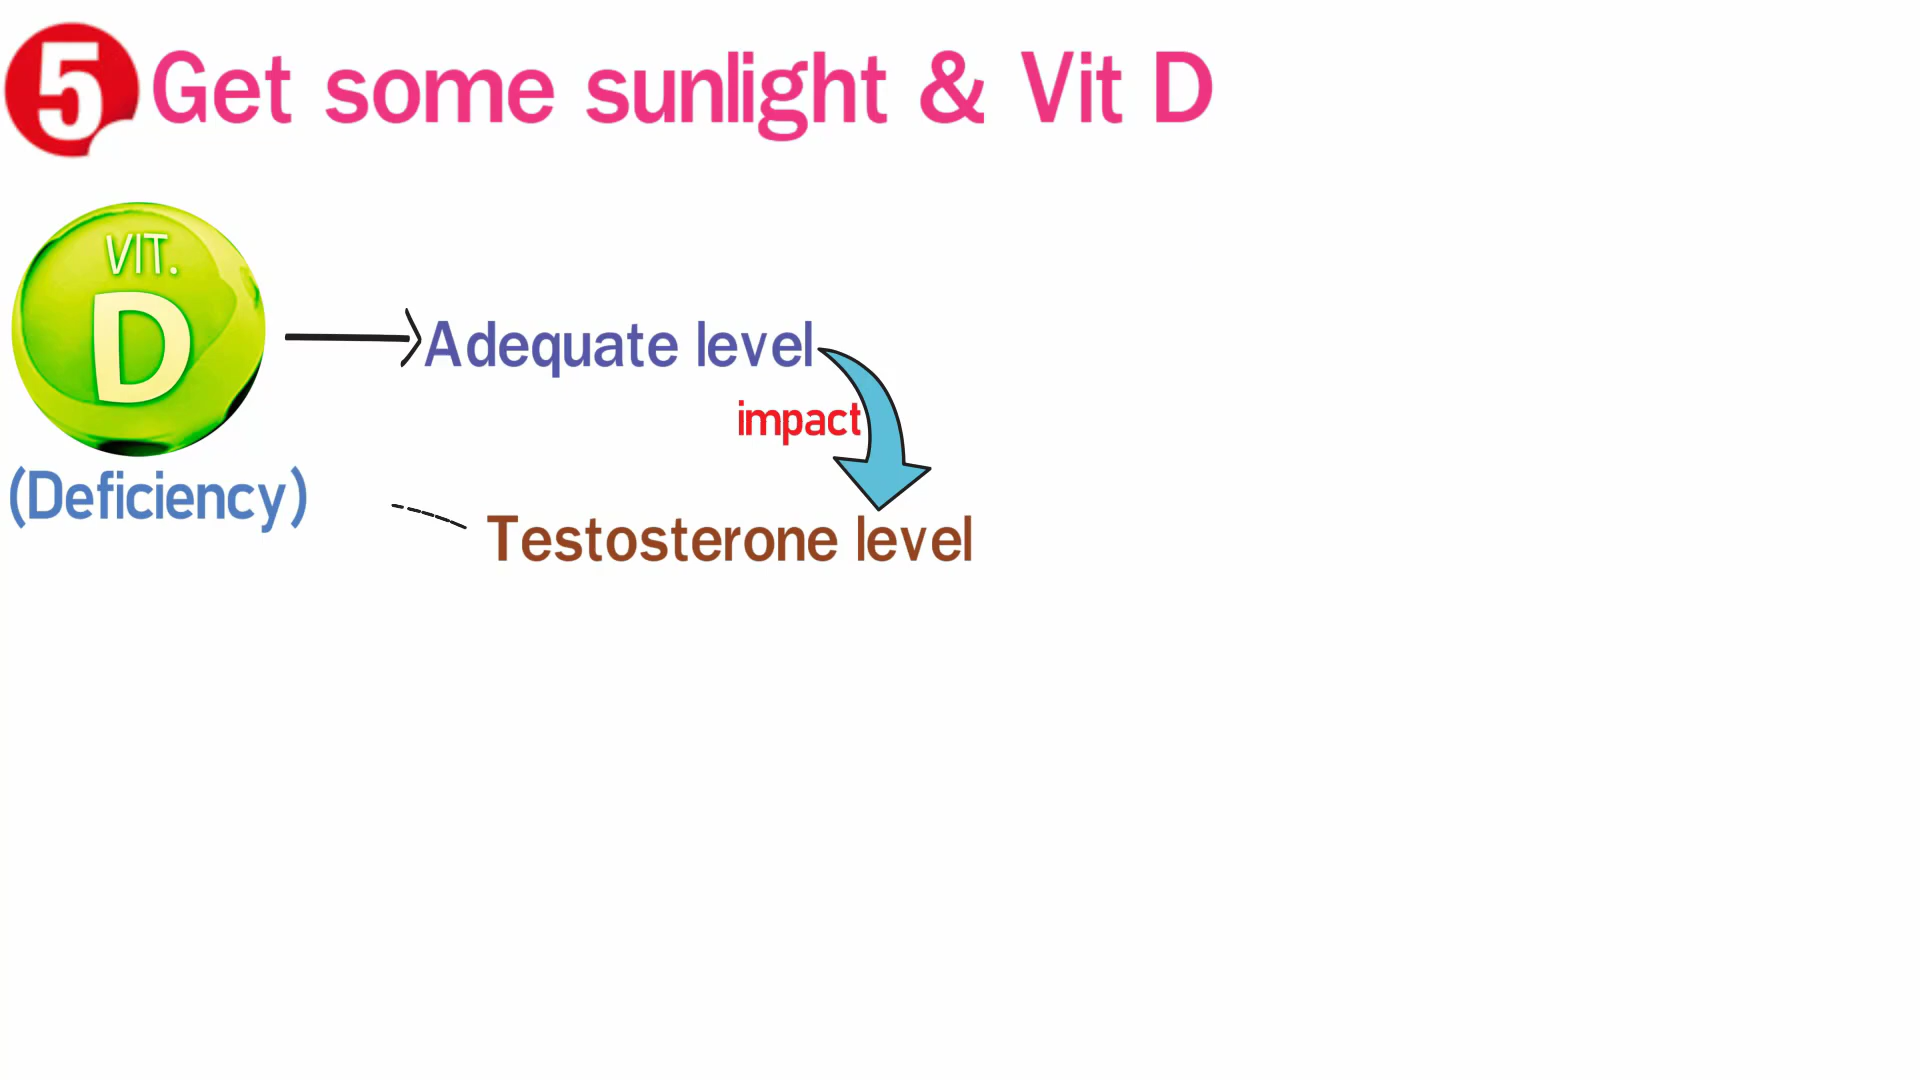 5 Get some sunlight & Vit D
VIT.
D
Adequate level
impact
(Deficiency)
Testosterone level